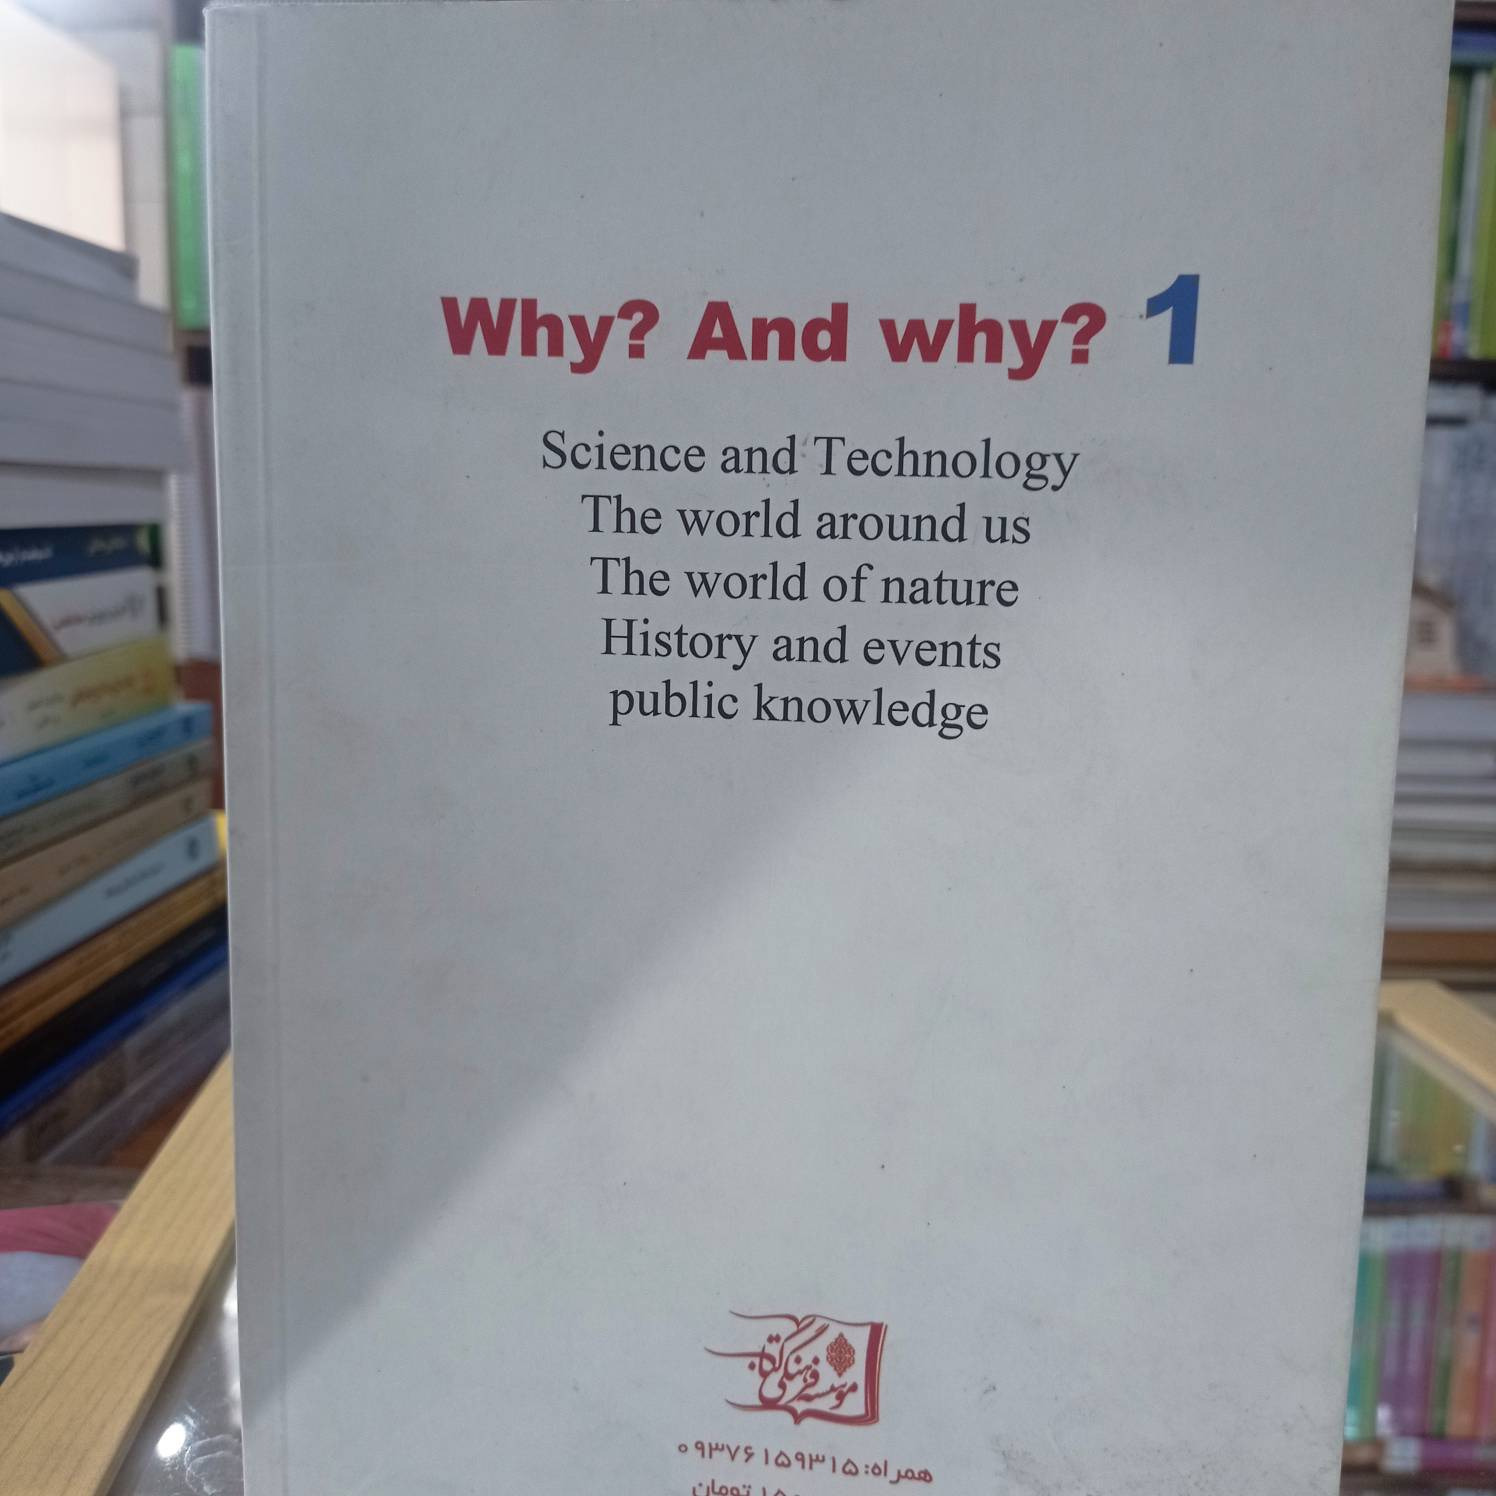 Why? And why? 1
Science and Technology
The world around us
The world of nature
History and events
public knowledge
موسسه فرهنگی کتاب
همراه: ۰۹۳۷۶۱۵۹۳۱۵
تومان